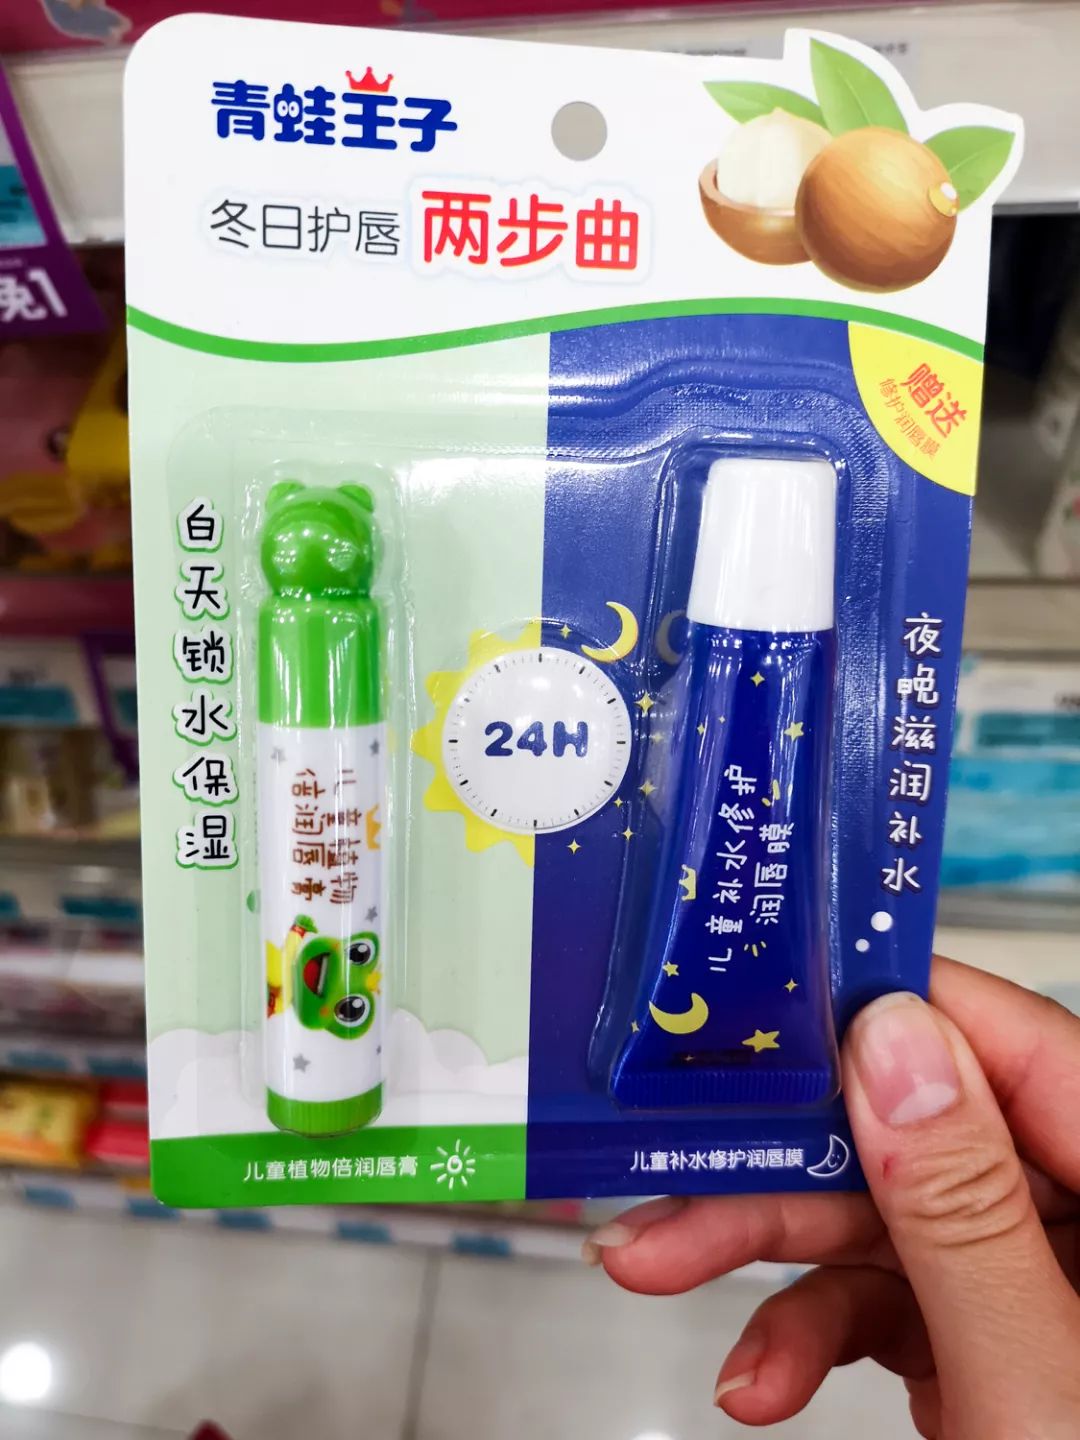 青蛙王子
冬日护唇 两步曲
赠送
修护润唇膜
免1
白天锁水保湿
24H
夜晚滋润补水
儿童植物
倍润唇膏
儿童补水修护
润唇膜
儿童植物倍润唇膏
儿童补水修护润唇膜